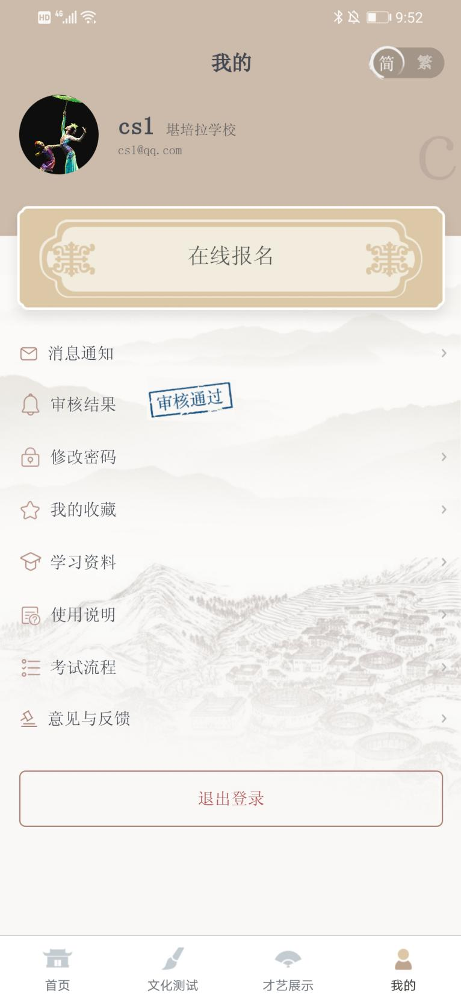 HD 4G 9:52
我的
简 繁
cs1 堪培拉学校
cs1@qq.com
C
在线报名
消息通知
审核结果 审核通过
修改密码
我的收藏
学习资料
使用说明
考试流程
意见与反馈
退出登录
首页 文化测试 才艺展示 我的